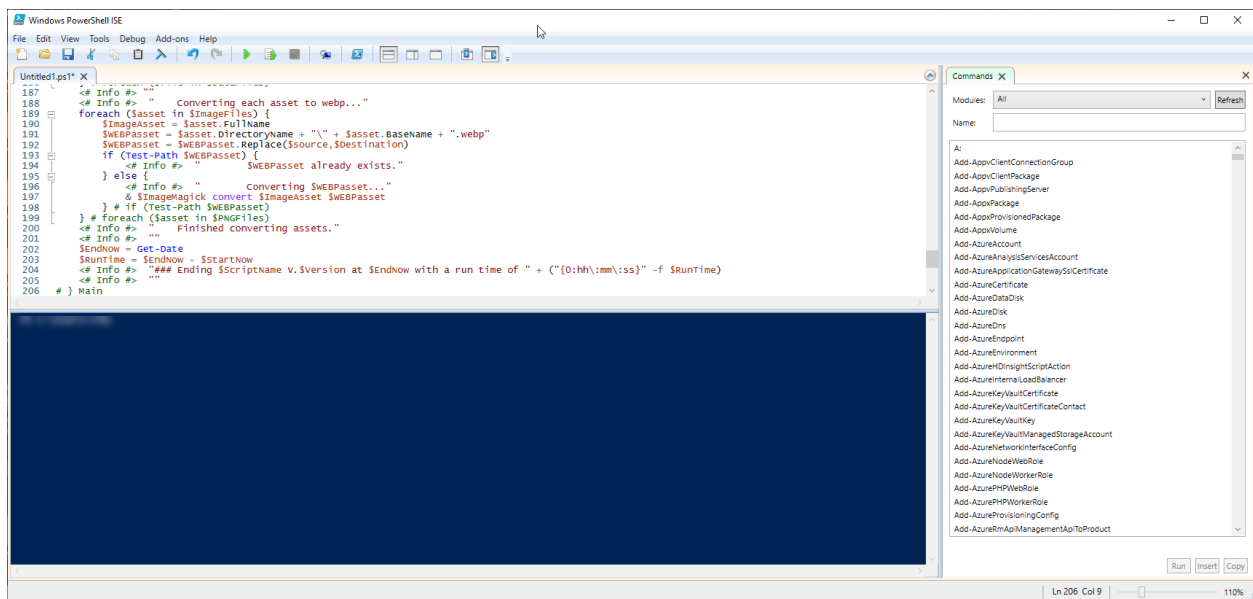 Windows PowerShell ISE
File Edit View Tools Debug Add-ons Help
Untitled1.ps1* X
187 <# Info #> ""
188 <# Info #> "    Converting each asset to webp..."
189 foreach ($asset in $ImageFiles) {
190 $ImageAsset = $asset.FullName
191 $WEBPasset = $asset.DirectoryName + "\" + $asset.BaseName + ".webp"
192 $WEBPasset = $WEBPasset.Replace($source,$Destination)
193 if (Test-Path $WEBPasset) {
194 <# Info #> "        $WEBPasset already exists."
195 } else {
196 <# Info #> "        Converting $WEBPasset..."
197 & $ImageMagick convert $ImageAsset $WEBPasset
198 } # if (Test-Path $WEBPasset)
199 } # foreach ($asset in $PNGFiles)
200 <# Info #> "    Finished converting assets."
201 <# Info #> ""
202 $EndNow = Get-Date
203 $RunTime = $EndNow - $StartNow
204 <# Info #> "### Ending $ScriptName V.$Version at $EndNow with a run time of " + ("{0:hh\:mm\:ss}" -f $RunTime)
205 <# Info #> ""
206 # } Main
Commands X
Modules: All Refresh
Name:
A:
Add-AppvClientConnectionGroup
Add-AppvClientPackage
Add-AppvPublishingServer
Add-AppxPackage
Add-AppxProvisionedPackage
Add-AppxVolume
Add-AzureAccount
Add-AzureAnalysisServicesAccount
Add-AzureApplicationGatewaySslCertificate
Add-AzureCertificate
Add-AzureDataDisk
Add-AzureDisk
Add-AzureDns
Add-AzureEndpoint
Add-AzureEnvironment
Add-AzureHDInsightScriptAction
Add-AzureInternalLoadBalancer
Add-AzureKeyVaultCertificate
Add-AzureKeyVaultCertificateContact
Add-AzureKeyVaultKey
Add-AzureKeyVaultManagedStorageAccount
Add-AzureNetworkInterfaceConfig
Add-AzureNodeWebRole
Add-AzureNodeWorkerRole
Add-AzurePHPWebRole
Add-AzurePHPWorkerRole
Add-AzureProvisioningConfig
Add-AzureRmApiManagementApiToProduct
Run Insert Copy
Ln 206 Col 9 110%